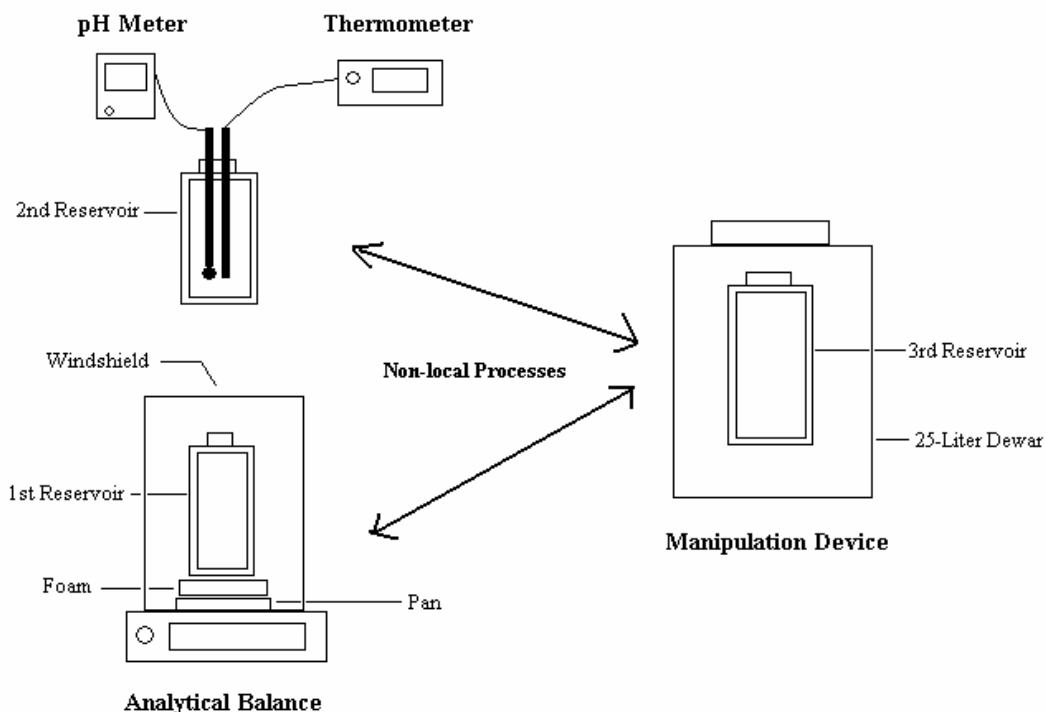 pH Meter
Thermometer
2nd Reservoir
Windshield
Non-local Processes
3rd Reservoir
1st Reservoir
25-Liter Dewar
Manipulation Device
Foam
Pan
Analytical Balance